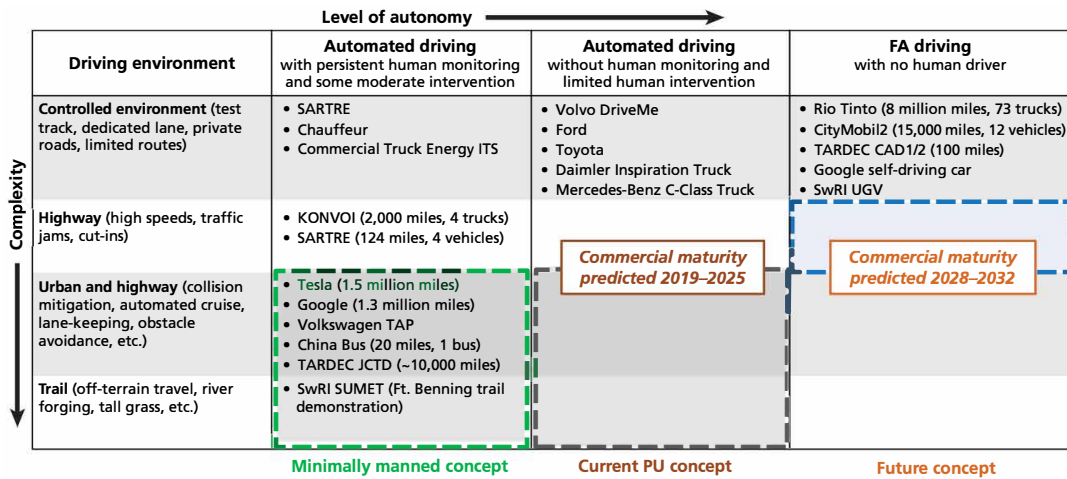 Level of autonomy
Complexity
Driving environment
Automated driving
with persistent human monitoring
and some moderate intervention
Automated driving
without human monitoring and
limited human intervention
FA driving
with no human driver
Controlled environment (test
track, dedicated lane, private
roads, limited routes)
• SARTRE
• Chauffeur
• Commercial Truck Energy ITS
• Volvo DriveMe
• Ford
• Toyota
• Daimler Inspiration Truck
• Mercedes-Benz C-Class Truck
• Rio Tinto (8 million miles, 73 trucks)
• CityMobil2 (15,000 miles, 12 vehicles)
• TARDEC CAD1/2 (100 miles)
• Google self-driving car
• SwRI UGV
Highway (high speeds, traffic
jams, cut-ins)
• KONVOI (2,000 miles, 4 trucks)
• SARTRE (124 miles, 4 vehicles)
Commercial maturity
predicted 2019–2025
Commercial maturity
predicted 2028–2032
Urban and highway (collision
mitigation, automated cruise,
lane-keeping, obstacle
avoidance, etc.)
• Tesla (1.5 million miles)
• Google (1.3 million miles)
• Volkswagen TAP
• China Bus (20 miles, 1 bus)
• TARDEC JCTD (~10,000 miles)
Trail (off-terrain travel, river
forging, tall grass, etc.)
• SwRI SUMET (Ft. Benning trail
demonstration)
Minimally manned concept
Current PU concept
Future concept